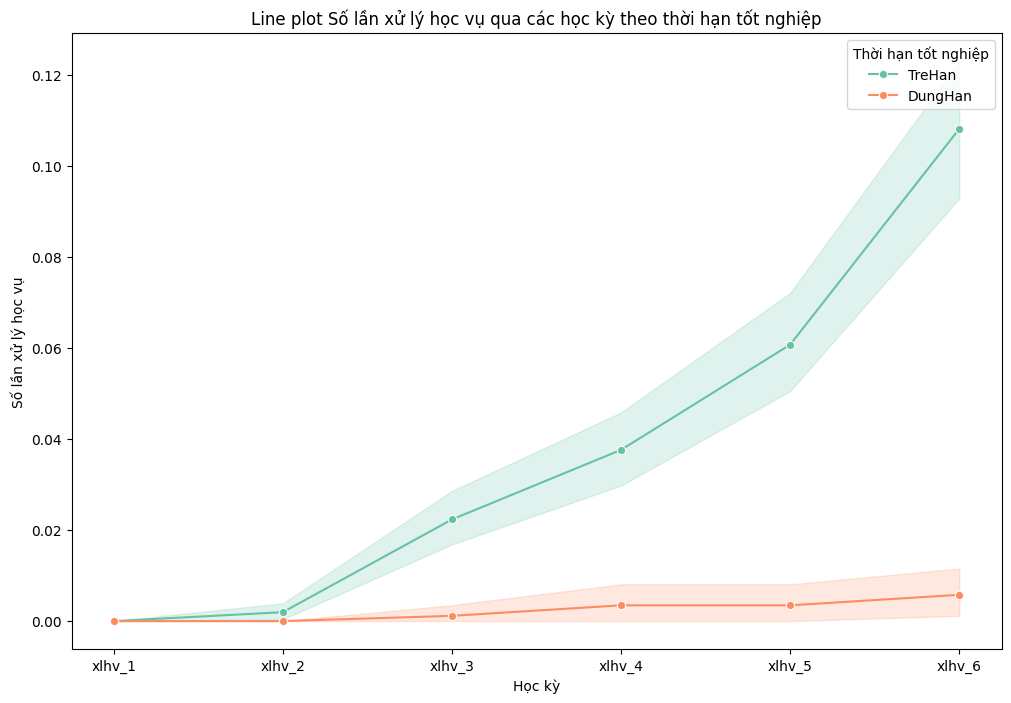 Line plot Số lần xử lý học vụ qua các học kỳ theo thời hạn tốt nghiệp
Thời hạn tốt nghiệp
TreHan
DungHan
Số lần xử lý học vụ
0.12
0.10
0.08
0.06
0.04
0.02
0.00
xlhv_1
xlhv_2
xlhv_3
xlhv_4
xlhv_5
xlhv_6
Học kỳ